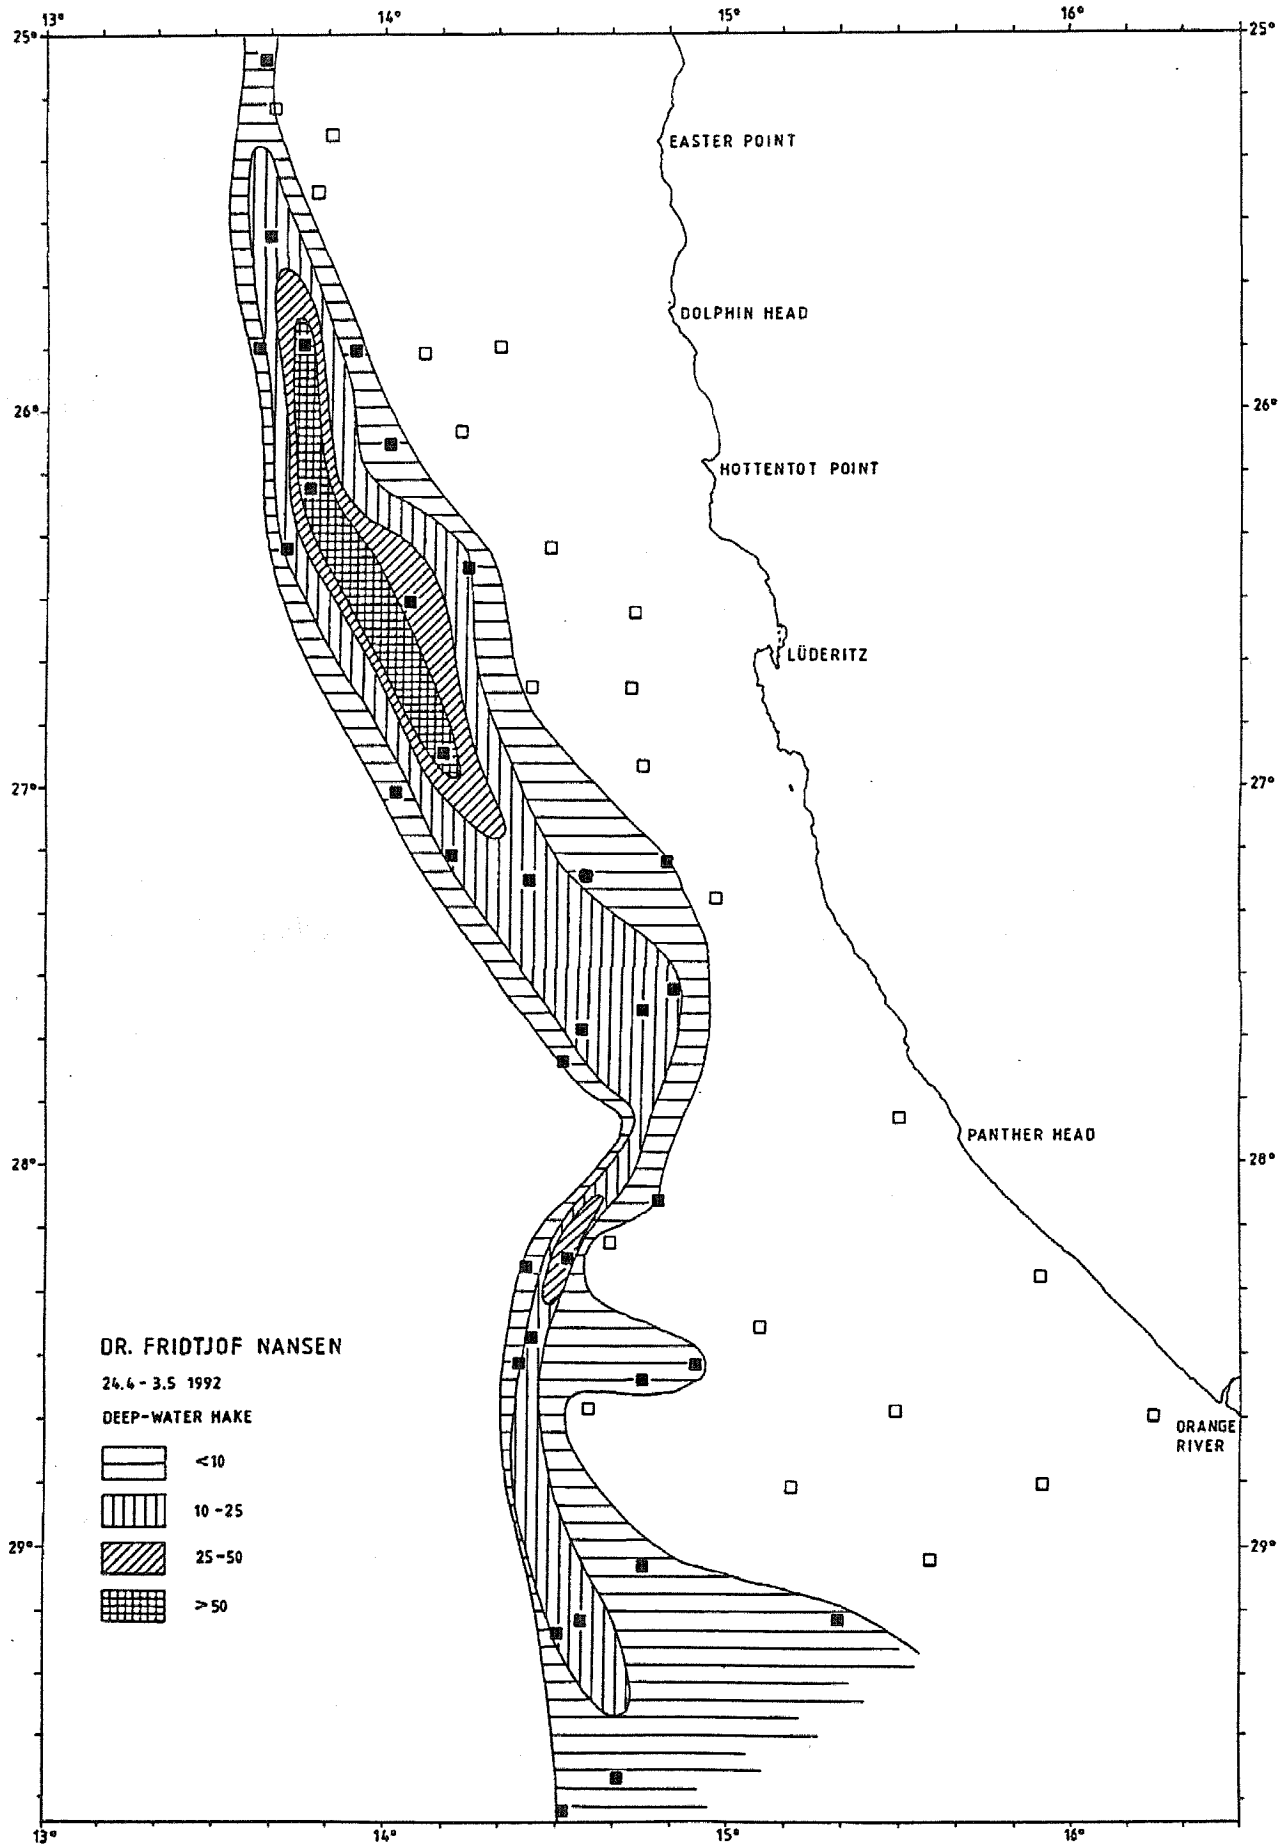 13° 14° 15° 16°
25° 25°
EASTER POINT
DOLPHIN HEAD
26° 26°
HOTTENTOT POINT
LÜDERITZ
27° 27°
PANTHER HEAD
28° 28°
DR. FRIDTJOF NANSEN
24.4 - 3.5 1992
DEEP-WATER HAKE
<10
10-25
25-50
>50
ORANGE
RIVER
29° 29°
13° 14° 15° 16°